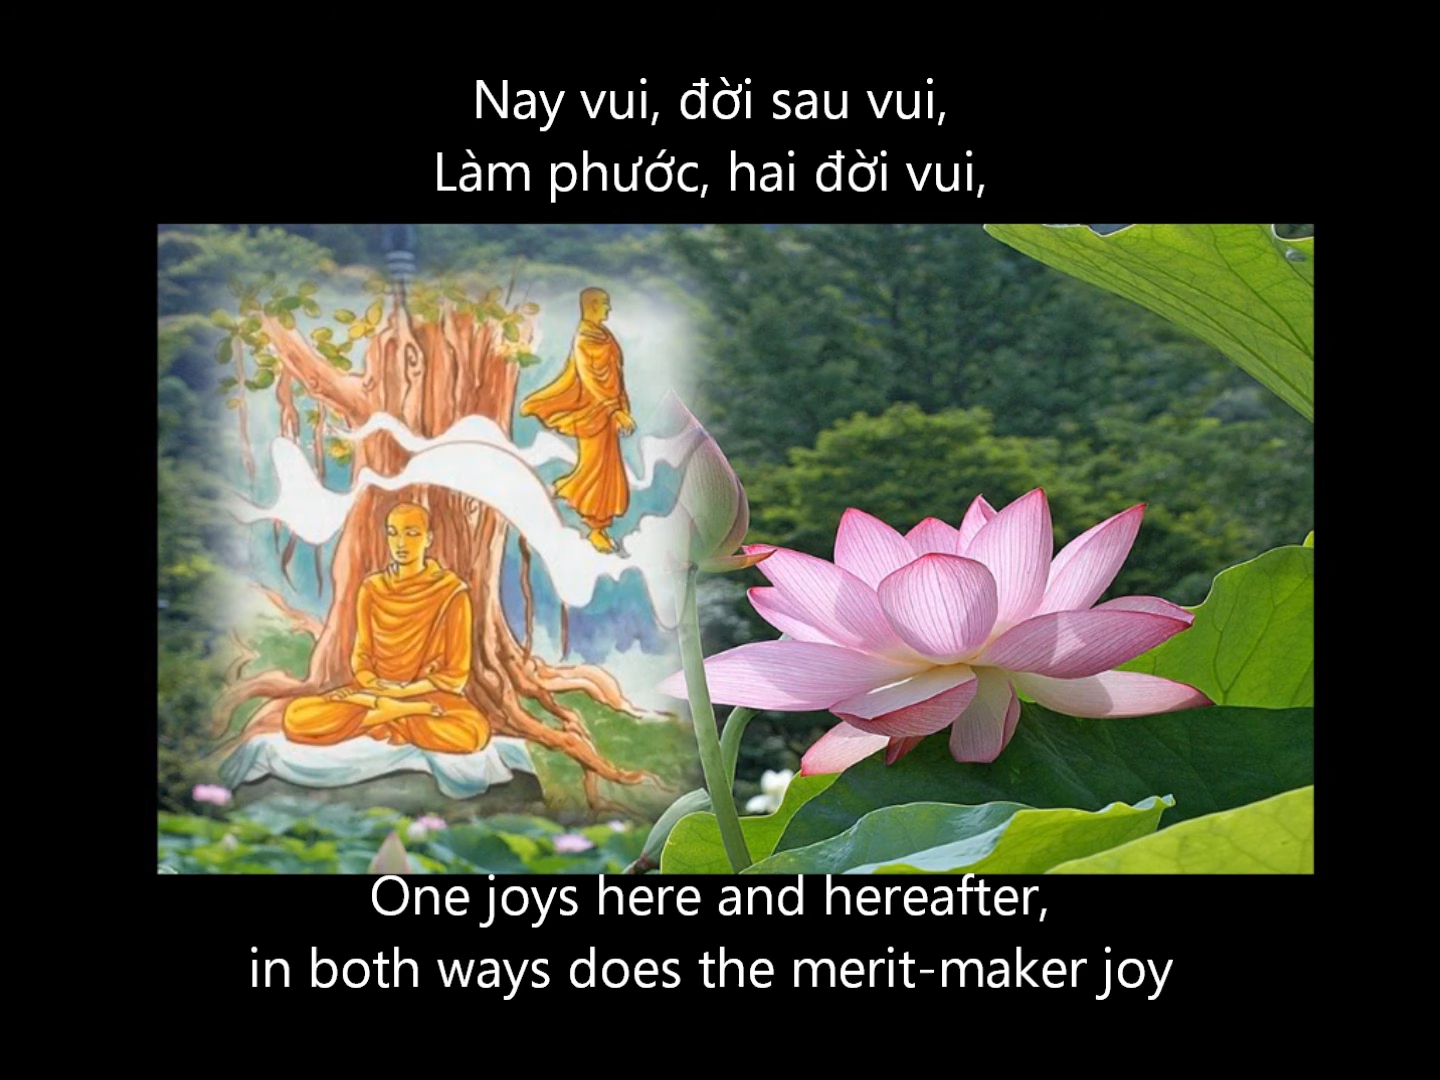 Nay vui, đời sau vui,
Làm phước, hai đời vui,
One joys here and hereafter,
in both ways does the merit-maker joy